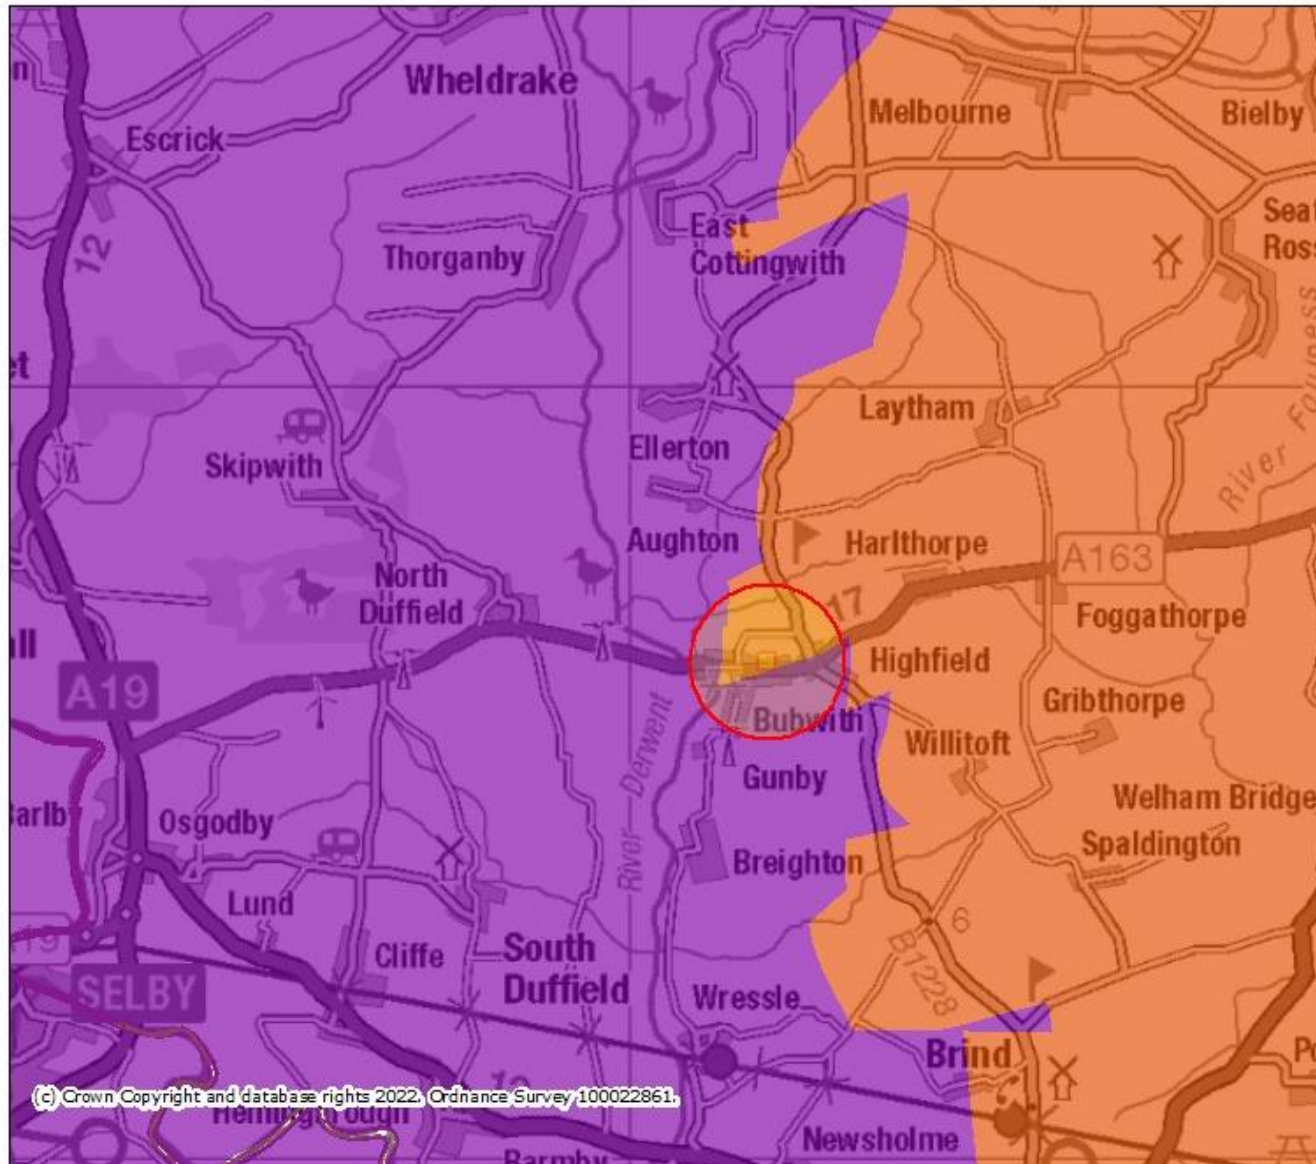 Wheldrake
Melbourne
Bielby
Escrick
East
Cottingwith
Thorganby
12
Laytham
Ellerton
River
Skipwith
Aughton
Harlthorpe
A163
North
Duffield
17
Foggathorpe
A19
Highfield
Gribthorpe
Bubwith
Willitoft
River Derwent
Gunby
Welham Bridge
Osgodby
Spaldington
Breighton
Lund
6
Cliffe
South
Duffield
B1228
SELBY
Wressle
Brind
(c) Crown Copyright and database rights 2022. Ordnance Survey 100022861.
Newsholme